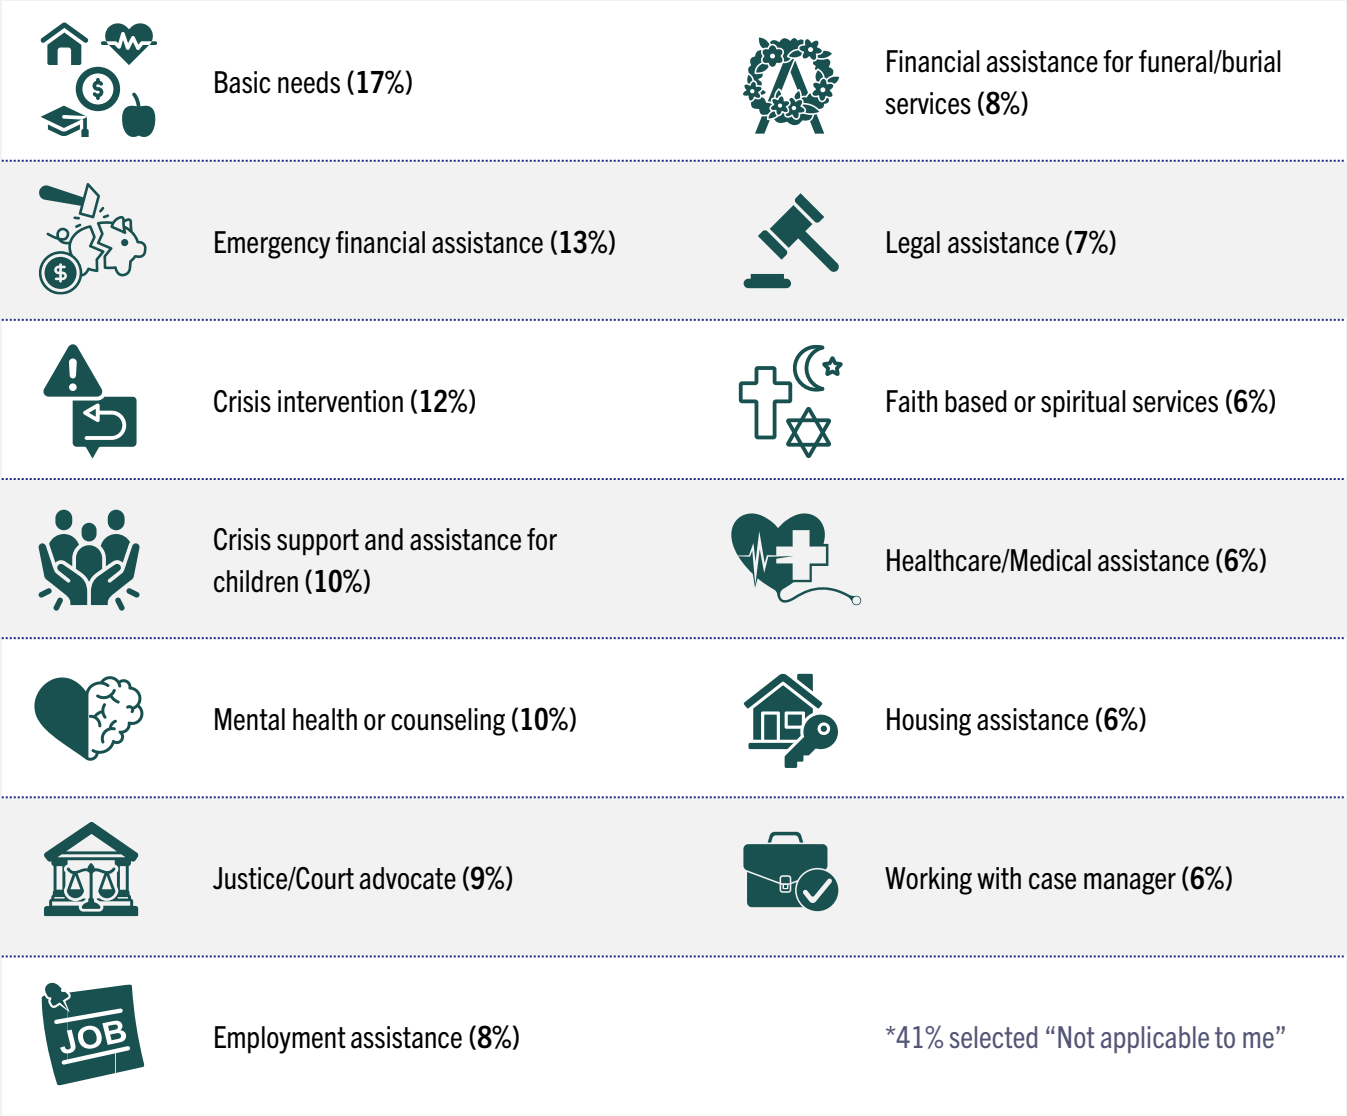 Basic needs (17%)
Emergency financial assistance (13%)
Crisis intervention (12%)
Crisis support and assistance for
children (10%)
Mental health or counseling (10%)
Justice/Court advocate (9%)
JOB
Employment assistance (8%)
Financial assistance for funeral/burial
services (8%)
Legal assistance (7%)
Faith based or spiritual services (6%)
Healthcare/Medical assistance (6%)
Housing assistance (6%)
Working with case manager (6%)
*41% selected “Not applicable to me”